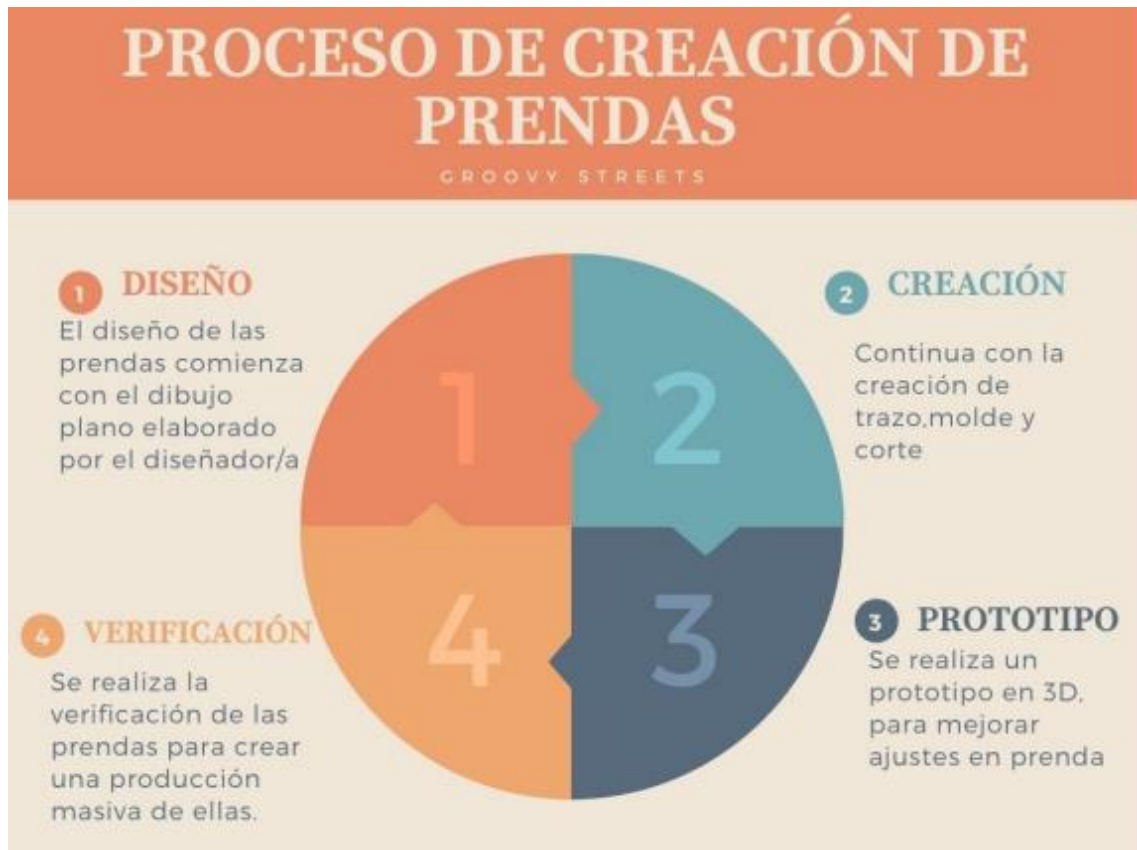 PROCESO DE CREACIÓN DE
PRENDAS
GROOVY STREETS
1 DISEÑO
El diseño de las
prendas comienza
con el dibujo
plano elaborado
por el diseñador/a
2 CREACIÓN
Continua con la
creación de
trazo,molde y
corte
1
2
4
3
3 PROTOTIPO
Se realiza un
prototipo en 3D,
para mejorar
ajustes en prenda
4 VERIFICACIÓN
Se realiza la
verificación de las
prendas para crear
una producción
masiva de ellas.